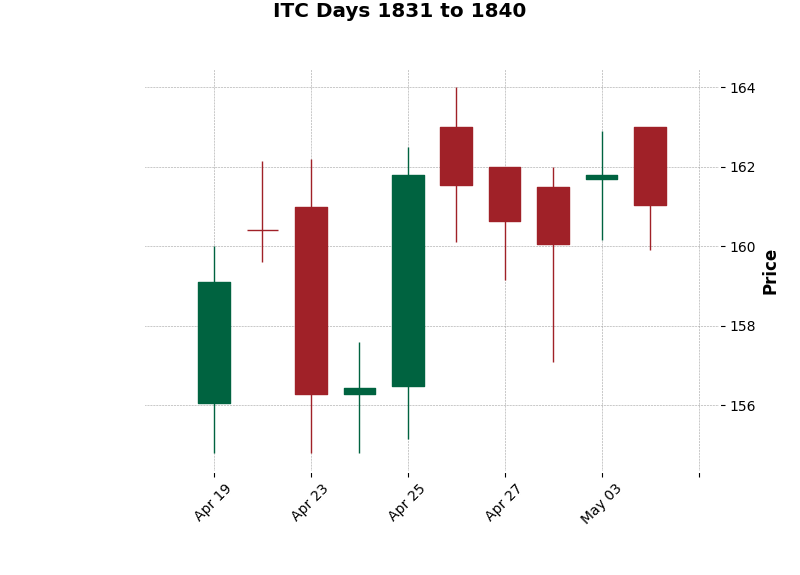 ITC Days 1831 to 1840
164
162
160
158
156
Price
Apr 19
Apr 23
Apr 25
Apr 27
May 03